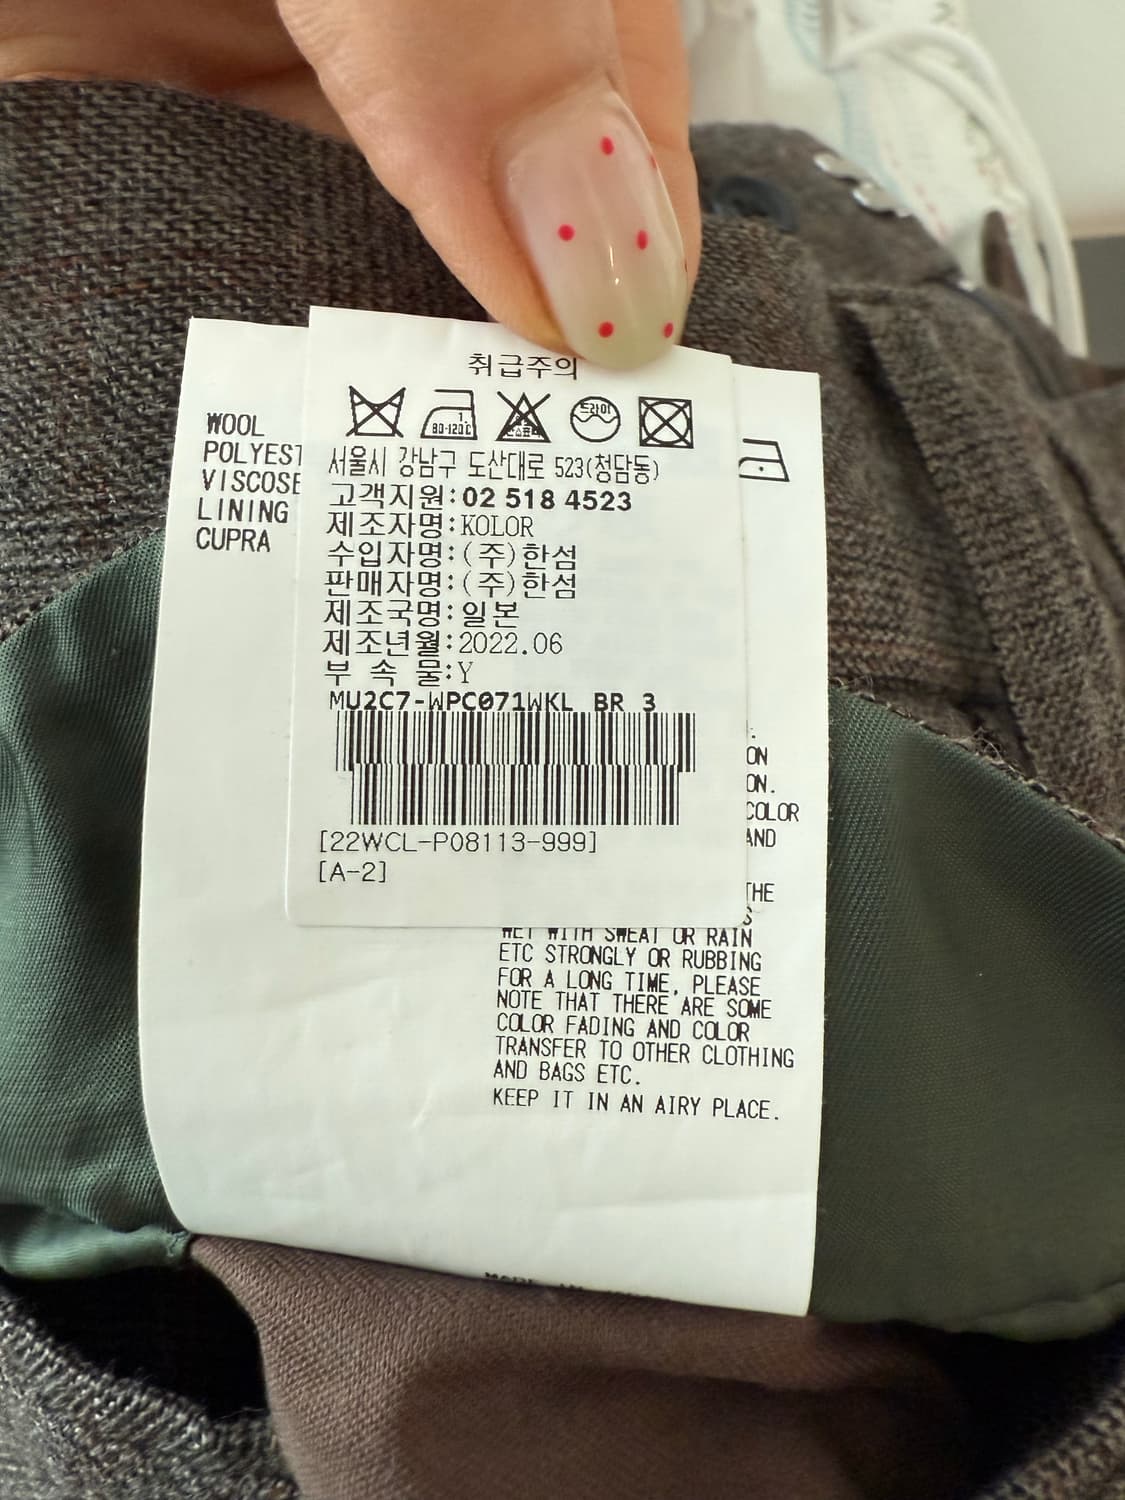 취급주의
1.
80-120℃
드라이
서울시 강남구 도산대로 523(청담동)
고객지원:02 518 4523
제조자명:KOLOR
수입자명:(주)한섬
판매자명:(주)한섬
제조국명:일본
제조년월:2022.06
부 속 물:Y
MU2C7-WPC071WKL BR 3
[22WCL-P08113-999]
[A-2]
WOOL
POLYEST
VISCOSE
LINING
CUPRA
ON
ON.
COLOR
AND
THE
S
WET WITH SWEAT OR RAIN
ETC STRONGLY OR RUBBING
FOR A LONG TIME, PLEASE
NOTE THAT THERE ARE SOME
COLOR FADING AND COLOR
TRANSFER TO OTHER CLOTHING
AND BAGS ETC.
KEEP IT IN AN AIRY PLACE.